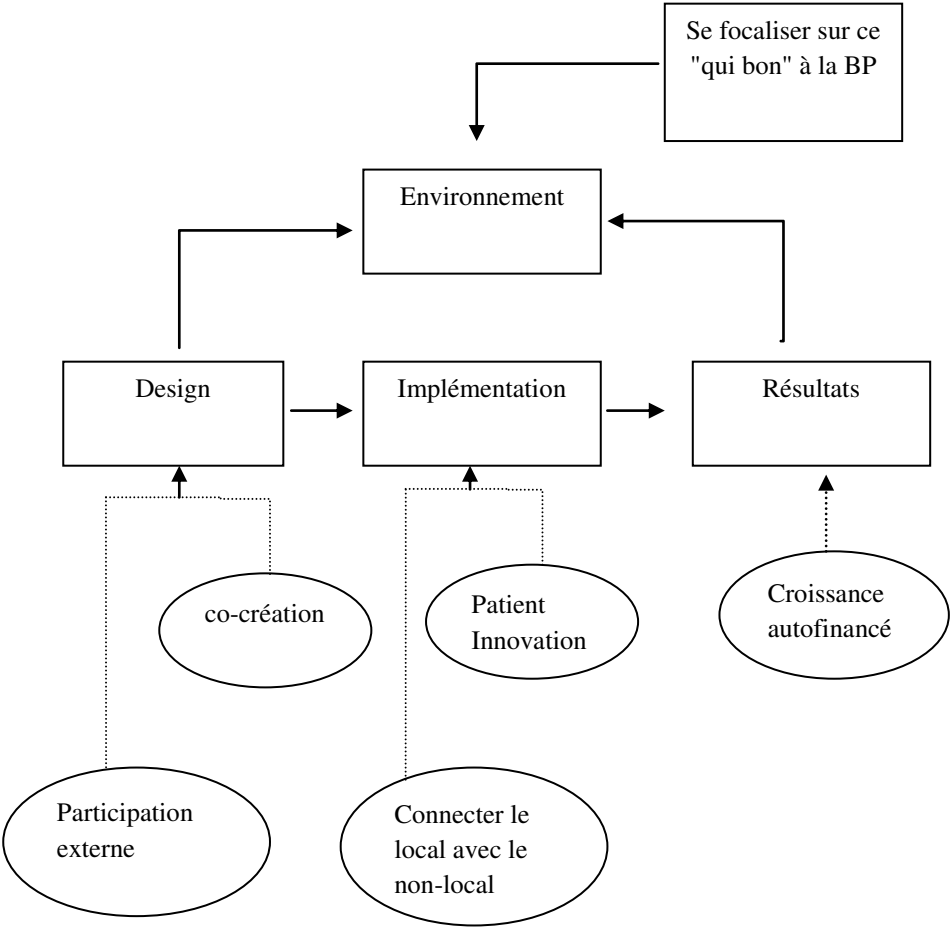 Se focaliser sur ce
"qui bon" à la BP
Environnement
Design
Implémentation
Résultats
co-création
Patient
Innovation
Croissance
autofinancé
Participation
externe
Connecter le
local avec le
non-local